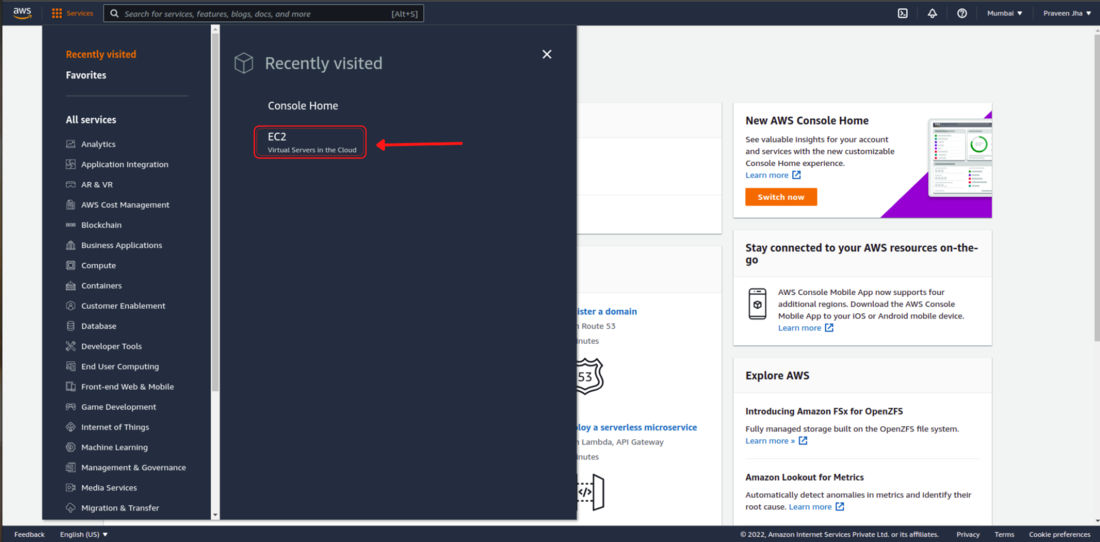 aws
Services
Search for services, features, blogs, docs, and more
[Alt+S]
Mumbai
Praveen Jha
Recently visited
Favorites
All services
Analytics
Application Integration
AR & VR
AWS Cost Management
Blockchain
Business Applications
Compute
Containers
Customer Enablement
Database
Developer Tools
End User Computing
Front-end Web & Mobile
Game Development
Internet of Things
Machine Learning
Management & Governance
Media Services
Migration & Transfer
Recently visited
Console Home
EC2
Virtual Servers in the Cloud
ister a domain
Route 53
inutes
53
loy a serverless microservice
Lambda, API Gateway
inutes
</>
New AWS Console Home
See valuable insights for your account
and services with the new customizable
Console Home experience.
Learn more
Switch now
Stay connected to your AWS resources on-the-
go
AWS Console Mobile App now supports four
additional regions. Download the AWS Console
Mobile App to your iOS or Android mobile device.
Learn more
Explore AWS
Introducing Amazon FSx for OpenZFS
Fully managed storage built on the OpenZFS file system.
Learn more »
Amazon Lookout for Metrics
Automatically detect anomalies in metrics and identify their
root cause. Learn more
Feedback
English (US)
© 2022, Amazon Internet Services Private Ltd. or its affiliates.
Privacy
Terms
Cookie preferences